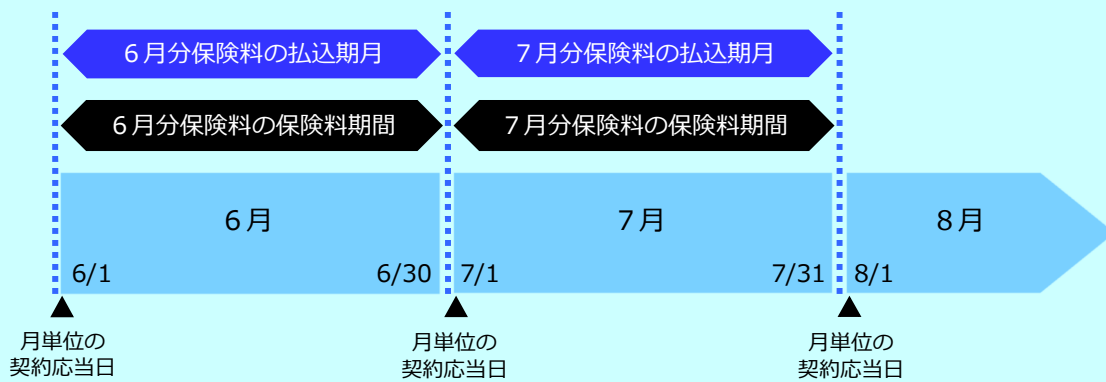 ６月分保険料の払込期月
７月分保険料の払込期月
６月分保険料の保険料期間
７月分保険料の保険料期間
６月
７月
８月
6/1
6/30
7/1
7/31
8/1
月単位の
契約応当日
月単位の
契約応当日
月単位の
契約応当日